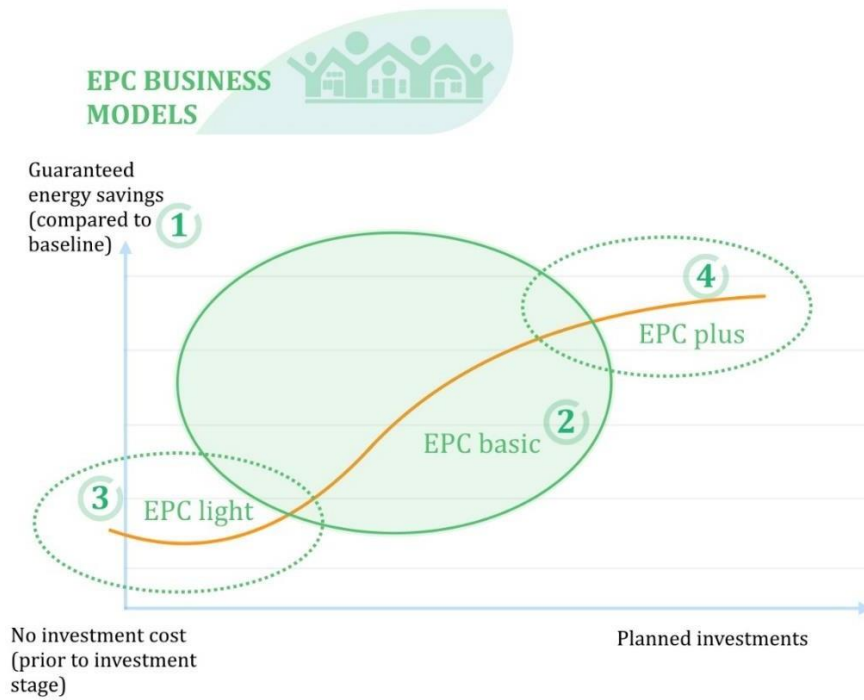 EPC BUSINESS
MODELS
Guaranteed
energy savings
(compared to
baseline)
1
4
EPC plus
2
EPC basic
3
EPC light
No investment cost
(prior to investment
stage)
Planned investments